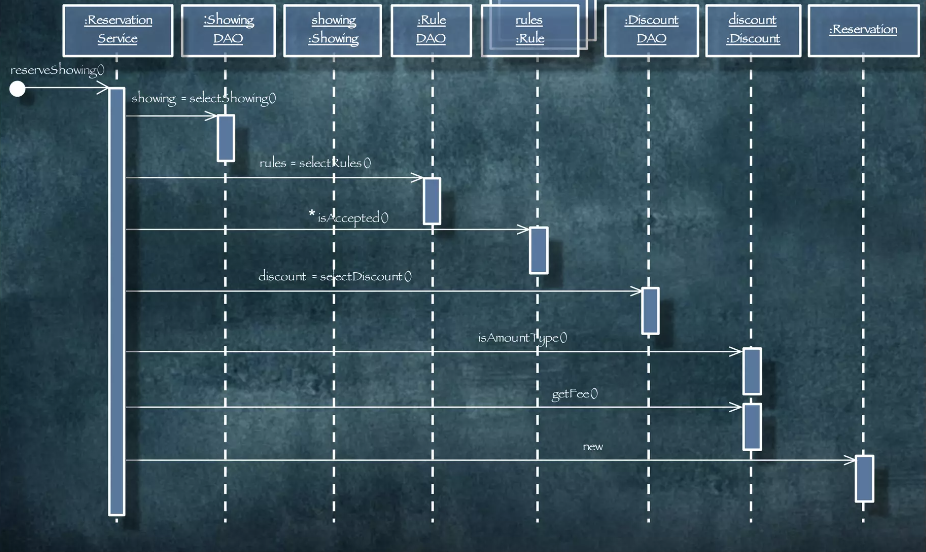 :Reservation
Service
:Showing
DAO
showing
:Showing
:Rule
DAO
rules
:Rule
:Discount
DAO
discount
:Discount
:Reservation
reserveShowing()
showing = selectShowing()
rules = selectRules()
* isAccepted()
discount = selectDiscount()
isAmountType()
getFee()
new